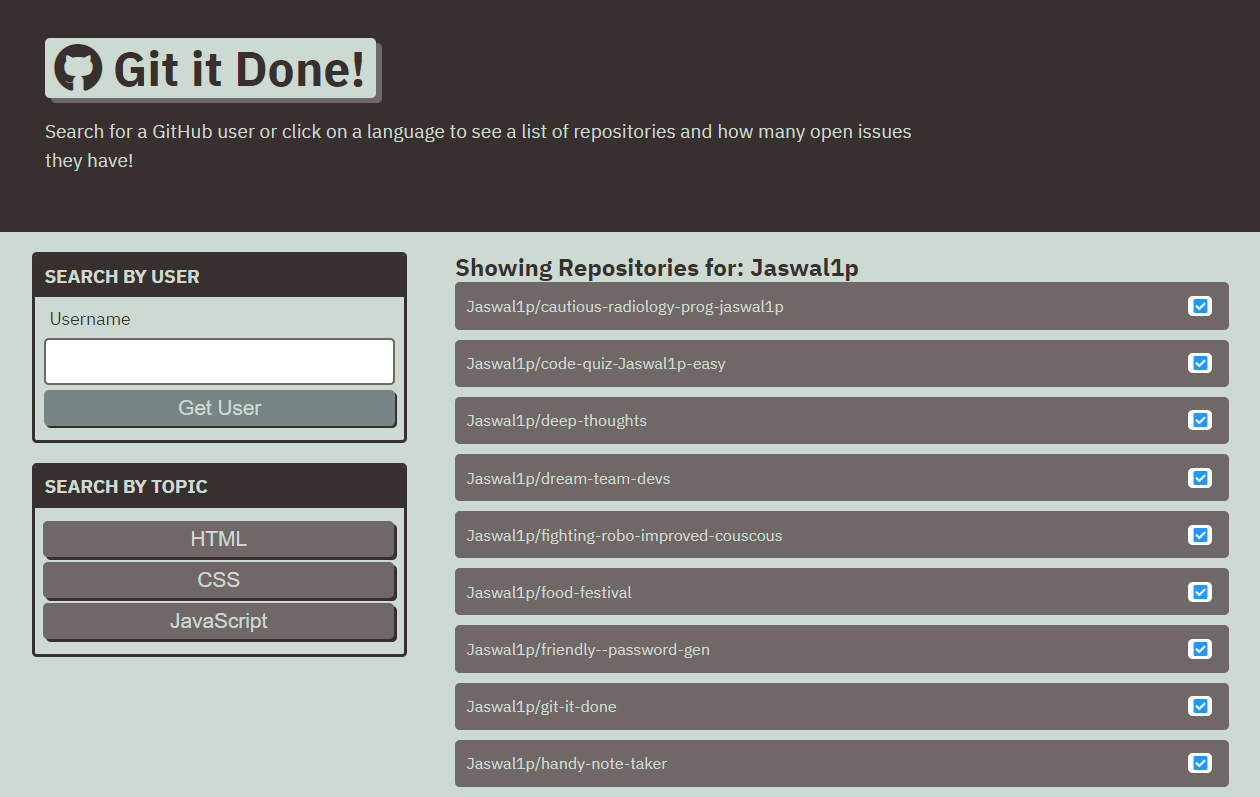 Git it Done!
Search for a GitHub user or click on a language to see a list of repositories and how many open issues
they have!
SEARCH BY USER
Username
Get User
SEARCH BY TOPIC
HTML
CSS
JavaScript
Showing Repositories for: Jaswal1p
Jaswal1p/cautious-radiology-prog-jaswal1p
Jaswal1p/code-quiz-Jaswal1p-easy
Jaswal1p/deep-thoughts
Jaswal1p/dream-team-devs
Jaswal1p/fighting-robo-improved-couscous
Jaswal1p/food-festival
Jaswal1p/friendly--password-gen
Jaswal1p/git-it-done
Jaswal1p/handy-note-taker